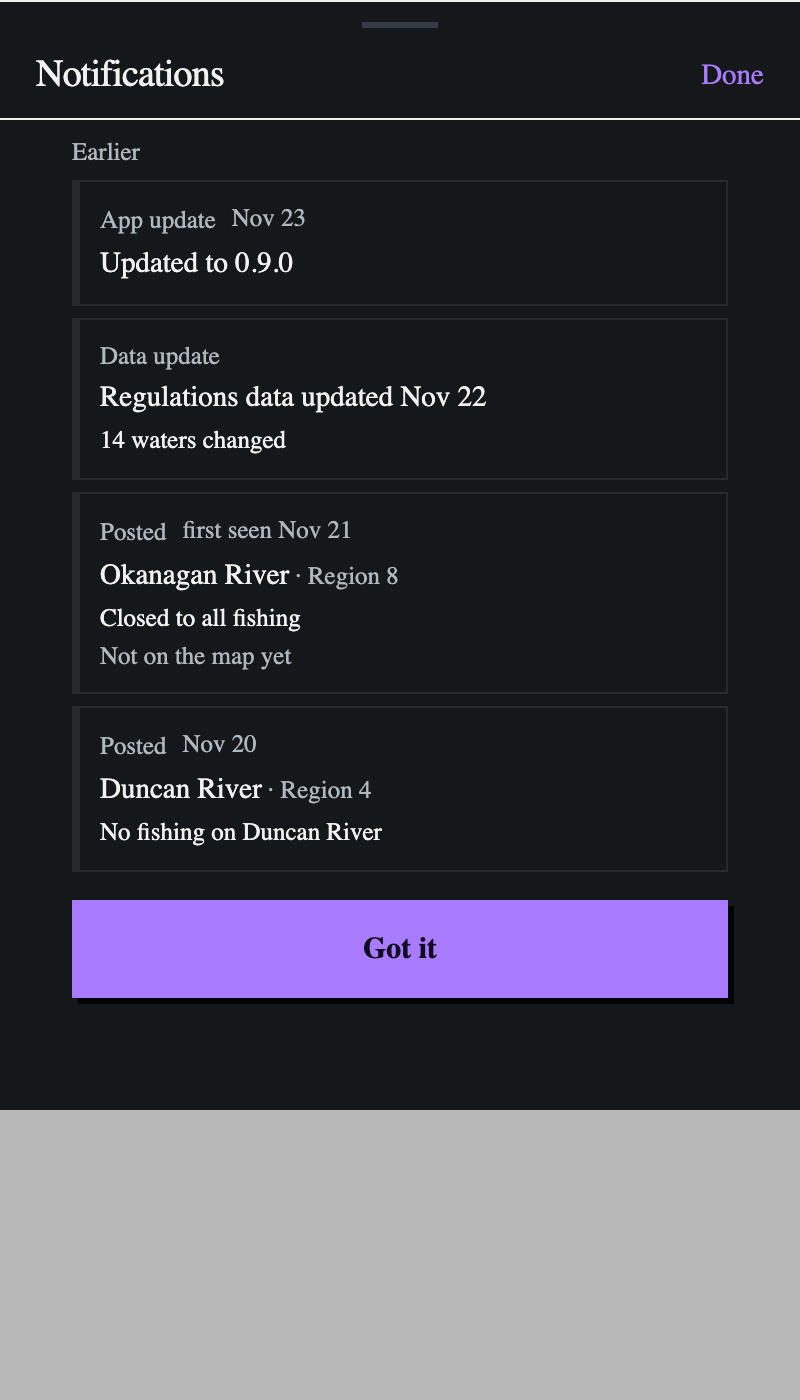 Notifications
Done
Earlier
App update Nov 23
Updated to 0.9.0
Data update
Regulations data updated Nov 22
14 waters changed
Posted first seen Nov 21
Okanagan River · Region 8
Closed to all fishing
Not on the map yet
Posted Nov 20
Duncan River · Region 4
No fishing on Duncan River
Got it